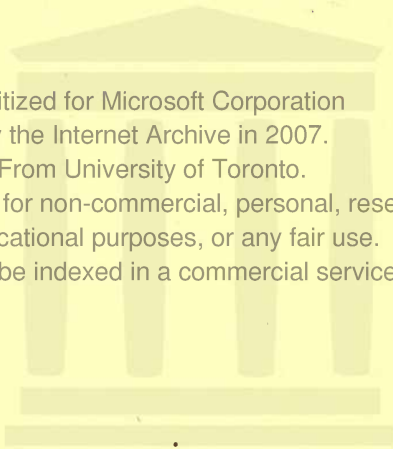 itized for Microsoft Corporation
the Internet Archive in 2007.
From University of Toronto.
for non-commercial, personal, rese
cational purposes, or any fair use.
be indexed in a commercial service